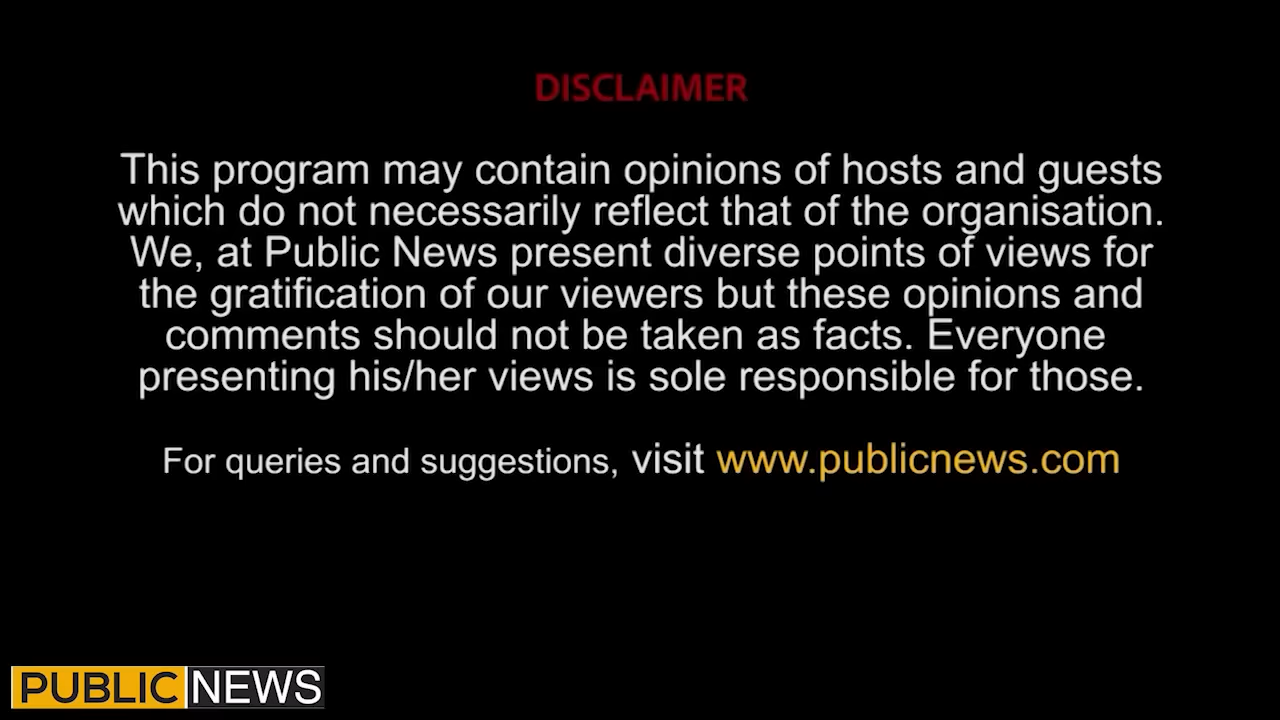 DISCLAIMER
This program may contain opinions of hosts and guests
which do not necessarily reflect that of the organisation.
We, at Public News present diverse points of views for
the gratification of our viewers but these opinions and
comments should not be taken as facts. Everyone
presenting his/her views is sole responsible for those.
For queries and suggestions, visit www.publicnews.com
PUBLIC NEWS